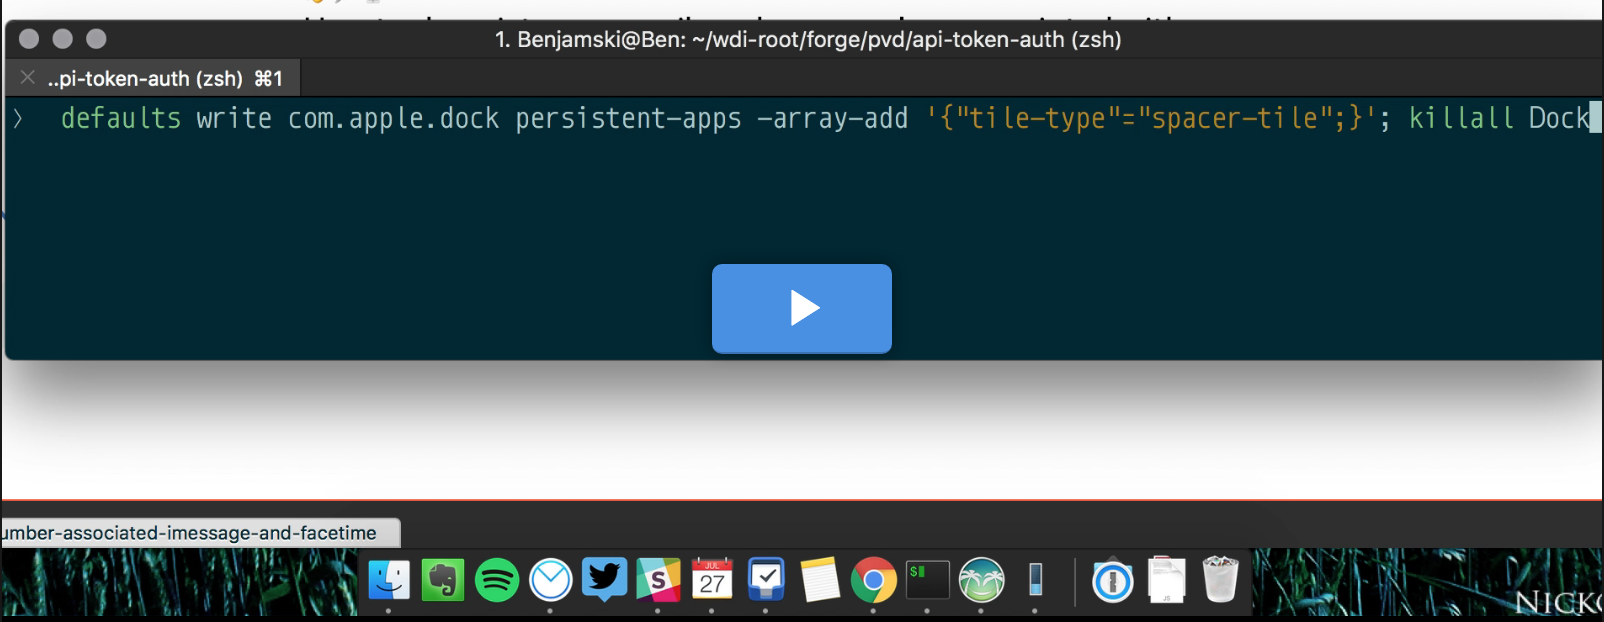 1. Benjamski@Ben: ~/wdi-root/forge/pvd/api-token-auth (zsh)
..pi-token-auth (zsh) ⌘1
defaults write com.apple.dock persistent-apps -array-add '{"tile-type"="spacer-tile";}'; killall Dock
umber-associated-imessage-and-facetime
S
JUL
27
$
JS
NICK